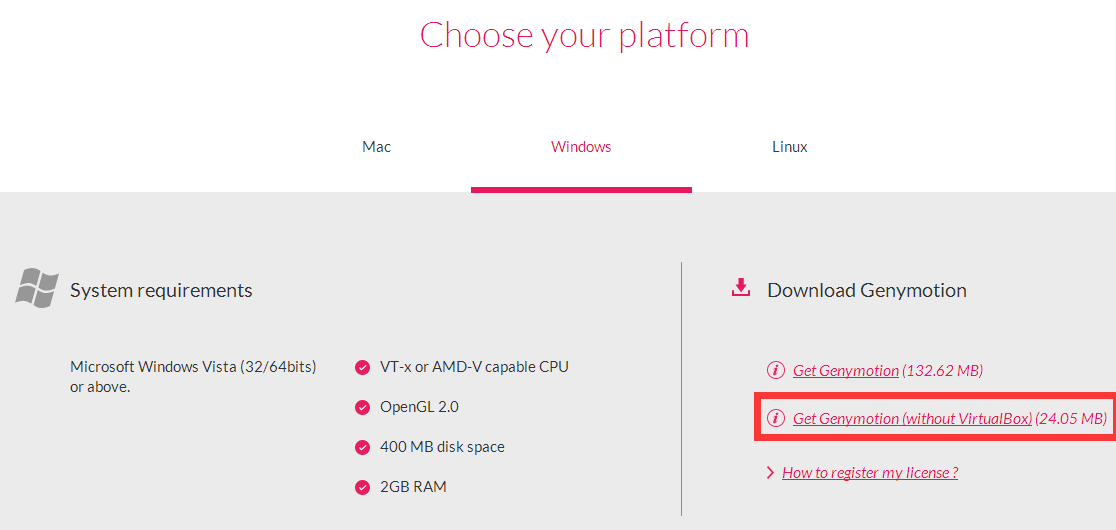 Choose your platform
Mac
Windows
Linux
System requirements
Microsoft Windows Vista (32/64bits)
or above.
VT-x or AMD-V capable CPU
OpenGL 2.0
400 MB disk space
2GB RAM
Download Genymotion
Get Genymotion (132.62 MB)
Get Genymotion (without VirtualBox) (24.05 MB)
How to register my license ?